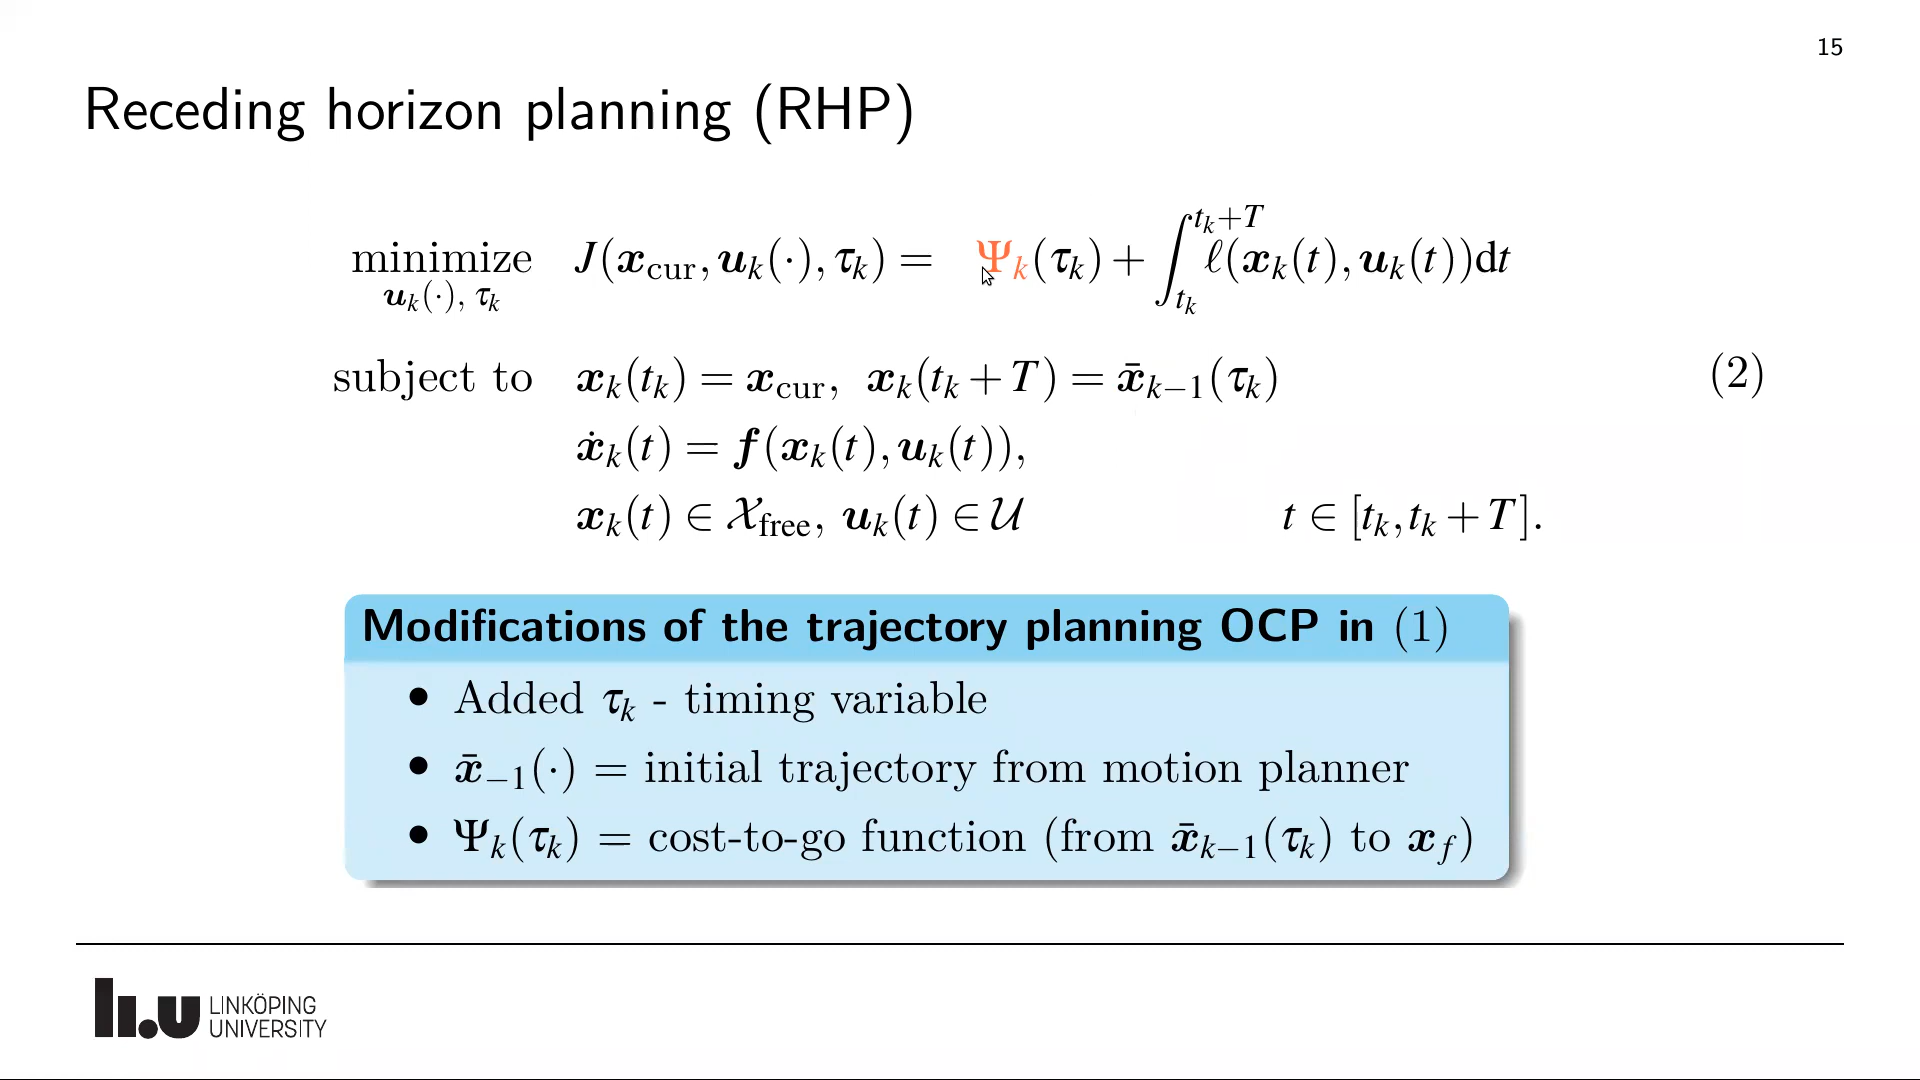 15
Receding horizon planning (RHP)
minimize J(x_cur, u_k(·), τ_k) = Ψ_k(τ_k) + ∫_{t_k}^{t_k+T} ℓ(x_k(t), u_k(t))dt
u_k(·), τ_k
subject to x_k(t_k) = x_cur, x_k(t_k + T) = x̄_{k−1}(τ_k) (2)
ẋ_k(t) = f(x_k(t), u_k(t)),
x_k(t) ∈ 𝒳_free, u_k(t) ∈ 𝒰 t ∈ [t_k, t_k + T].
Modifications of the trajectory planning OCP in (1)
• Added τ_k - timing variable
• x̄_{−1}(·) = initial trajectory from motion planner
• Ψ_k(τ_k) = cost-to-go function (from x̄_{k−1}(τ_k) to x_f)
li.u LINKÖPING
UNIVERSITY